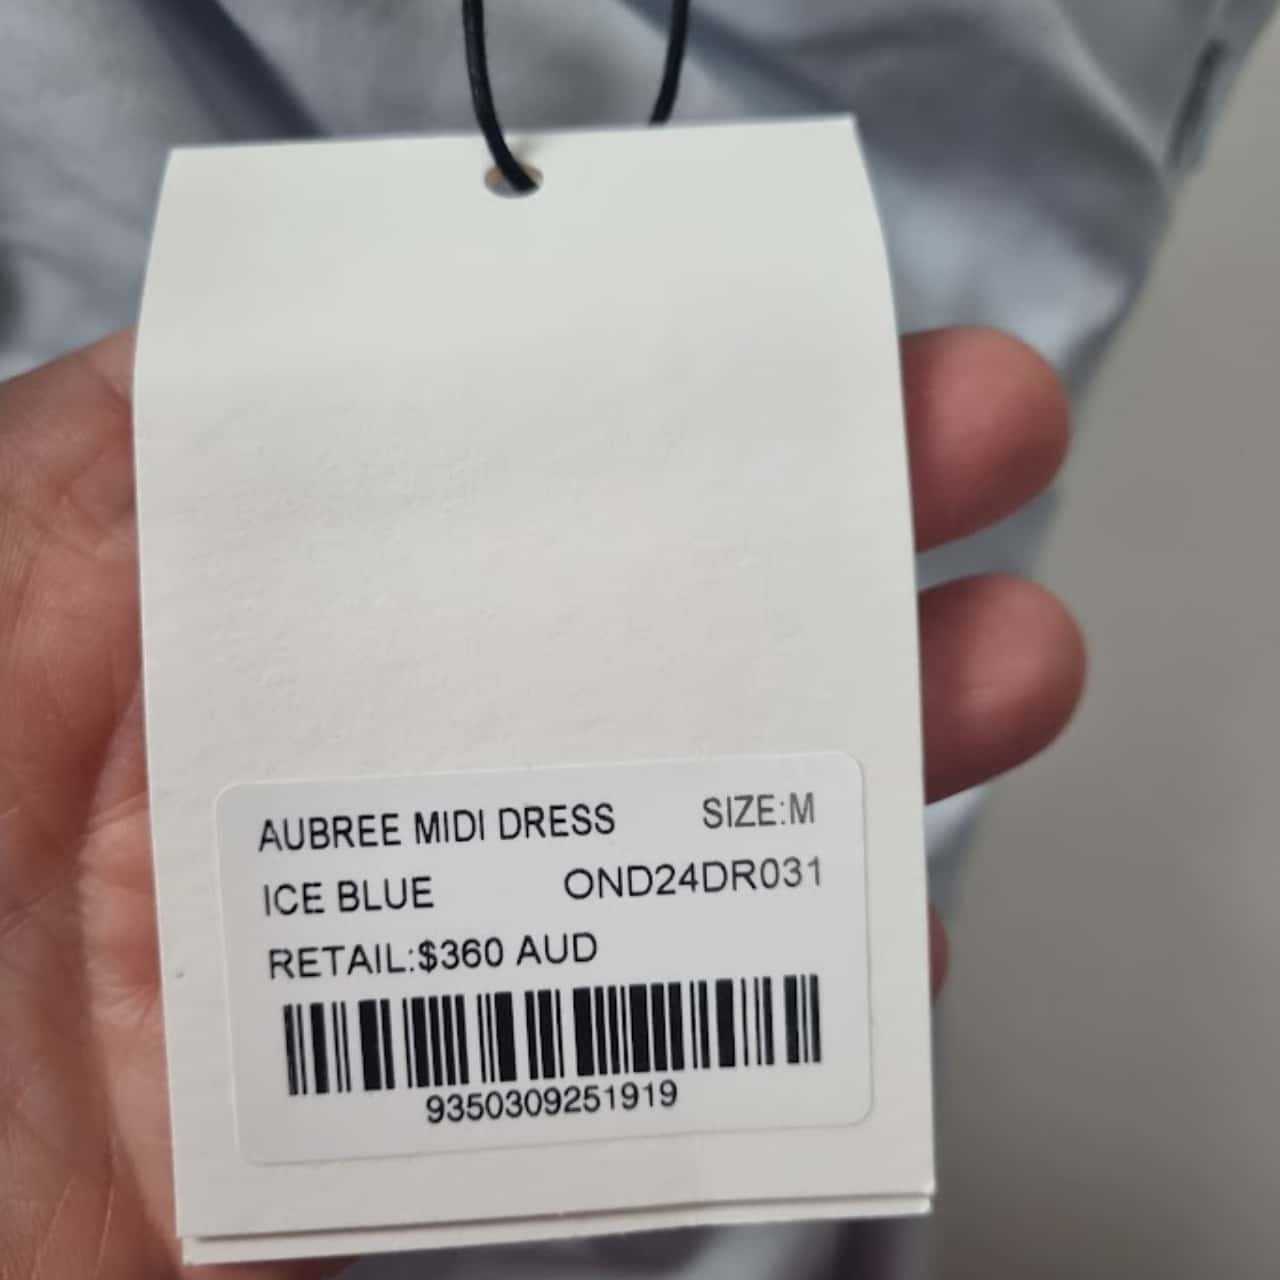 AUBREE MIDI DRESS SIZE:M
ICE BLUE OND24DR031
RETAIL:$360 AUD
9350309251919